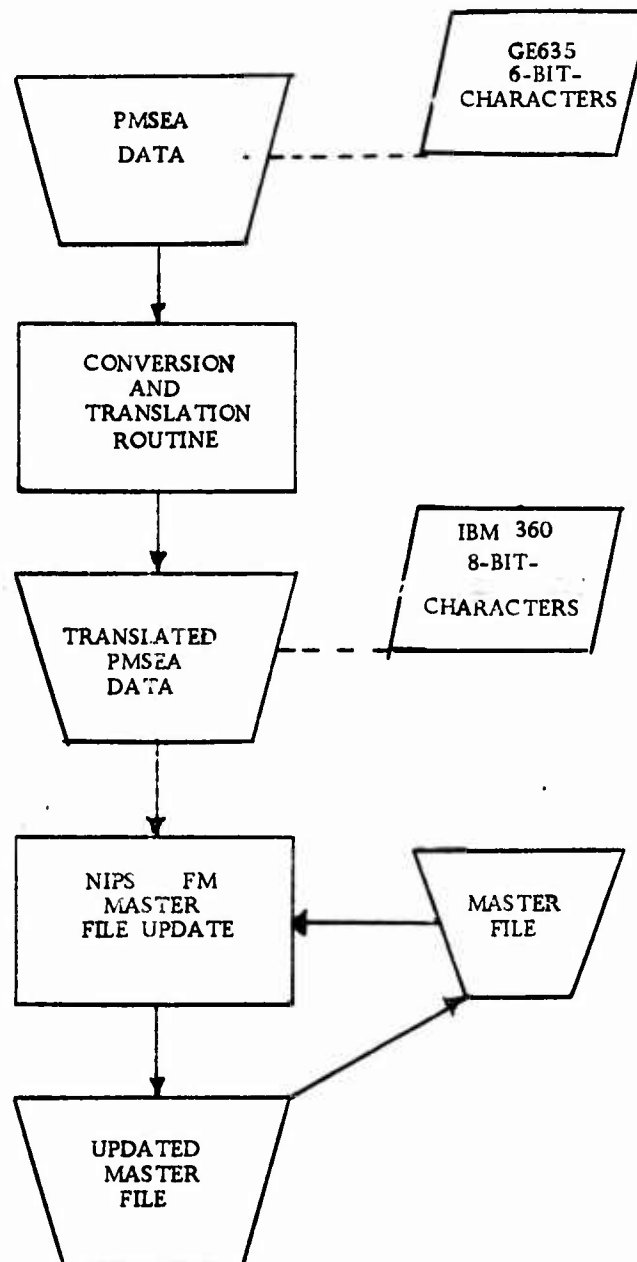 GE635
6-BIT-
CHARACTERS
PMSEA
DATA
CONVERSION
AND
TRANSLATION
ROUTINE
IBM 360
8-BIT-
CHARACTERS
TRANSLATED
PMSEA
DATA
NIPS FM
MASTER
FILE UPDATE
MASTER
FILE
UPDATED
MASTER
FILE